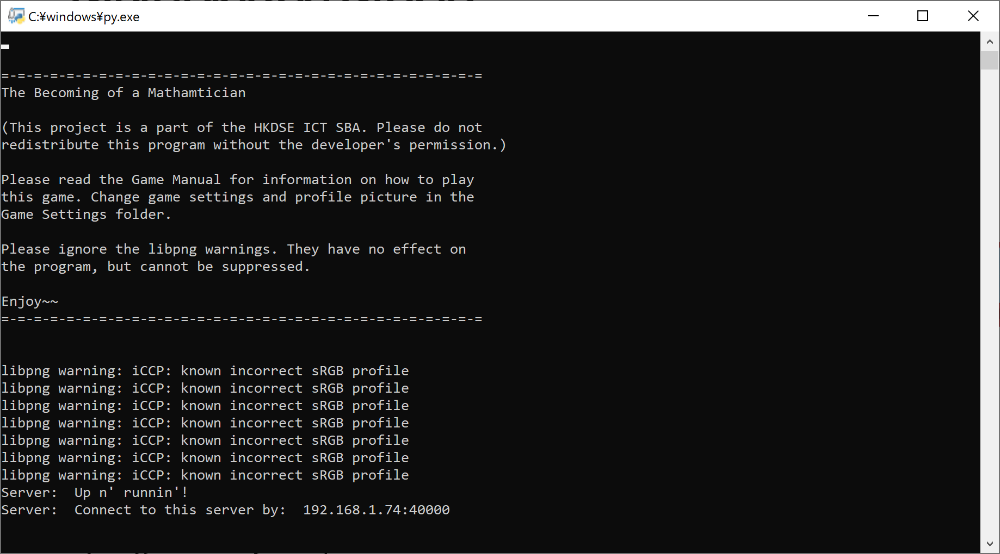 C:¥windows¥py.exe
=-=-=-=-=-=-=-=-=-=-=-=-=-=-=-=-=-=-=-=-=-=-=-=-=-=-=-=-=-=
The Becoming of a Mathamtician
(This project is a part of the HKDSE ICT SBA. Please do not
redistribute this program without the developer's permission.)
Please read the Game Manual for information on how to play
this game. Change game settings and profile picture in the
Game Settings folder.
Please ignore the libpng warnings. They have no effect on
the program, but cannot be suppressed.
Enjoy~~
=-=-=-=-=-=-=-=-=-=-=-=-=-=-=-=-=-=-=-=-=-=-=-=-=-=-=-=-=-=
libpng warning: iCCP: known incorrect sRGB profile
libpng warning: iCCP: known incorrect sRGB profile
libpng warning: iCCP: known incorrect sRGB profile
libpng warning: iCCP: known incorrect sRGB profile
libpng warning: iCCP: known incorrect sRGB profile
libpng warning: iCCP: known incorrect sRGB profile
libpng warning: iCCP: known incorrect sRGB profile
Server:  Up n' runnin'!
Server:  Connect to this server by:  192.168.1.74:40000